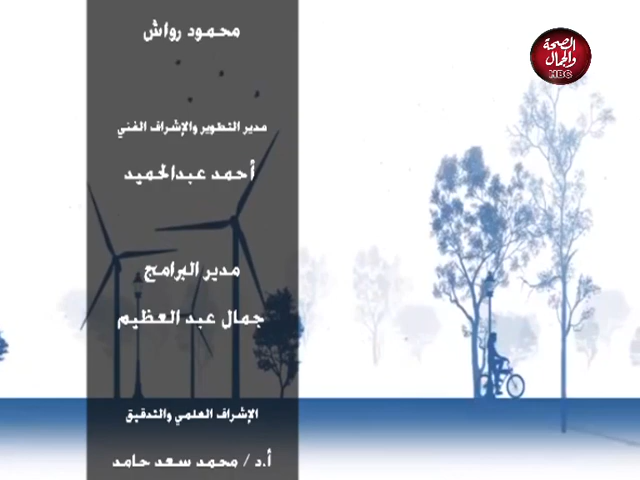 محمود رواش
الصحة
والجمال
HBC
مدير التطوير والإشراف الفني
أحمد عبدالحميد
مدير البرامج
جمال عبد العظيم
الإشراف العلمي والتدقيق
أ.د / محمد سعد حامد